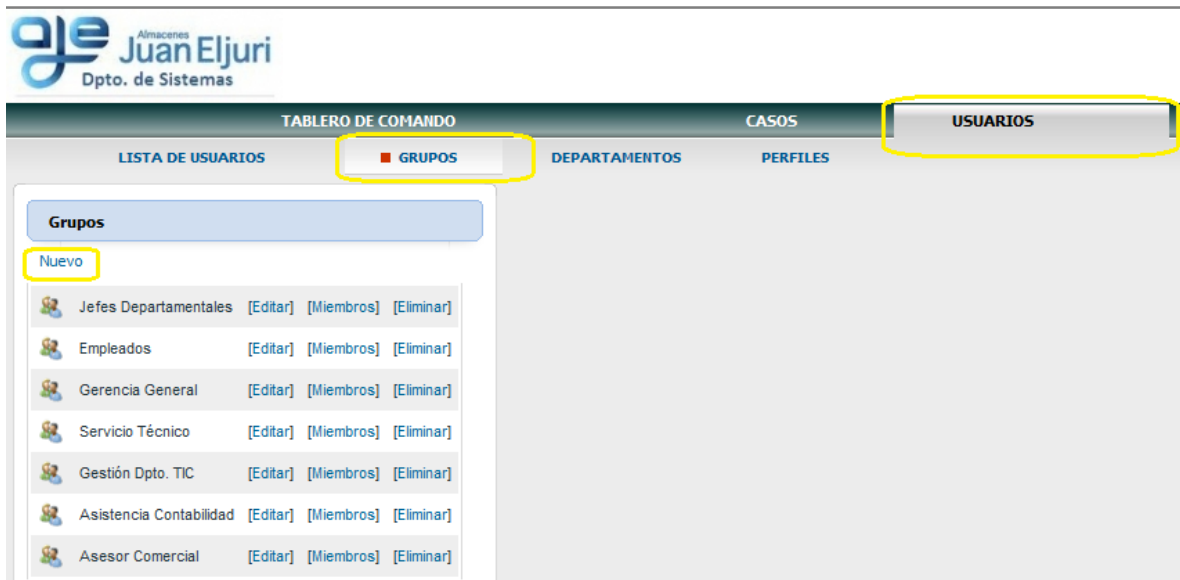 Almacenes
Juan Eljuri
Dpto. de Sistemas
TABLERO DE COMANDO CASOS USUARIOS
LISTA DE USUARIOS GRUPOS DEPARTAMENTOS PERFILES
Grupos
Nuevo
Jefes Departamentales [Editar] [Miembros] [Eliminar]
Empleados [Editar] [Miembros] [Eliminar]
Gerencia General [Editar] [Miembros] [Eliminar]
Servicio Técnico [Editar] [Miembros] [Eliminar]
Gestión Dpto. TIC [Editar] [Miembros] [Eliminar]
Asistencia Contabilidad [Editar] [Miembros] [Eliminar]
Asesor Comercial [Editar] [Miembros] [Eliminar]